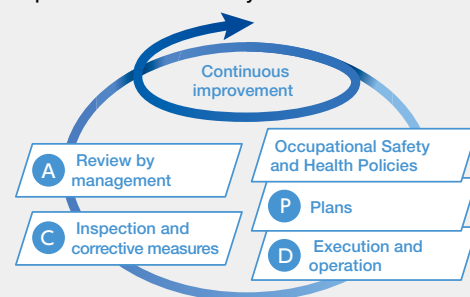 Continuous
improvement
Occupational Safety
and Health Policies
P Plans
D Execution and
operation
C Inspection and
corrective measures
A Review by
management